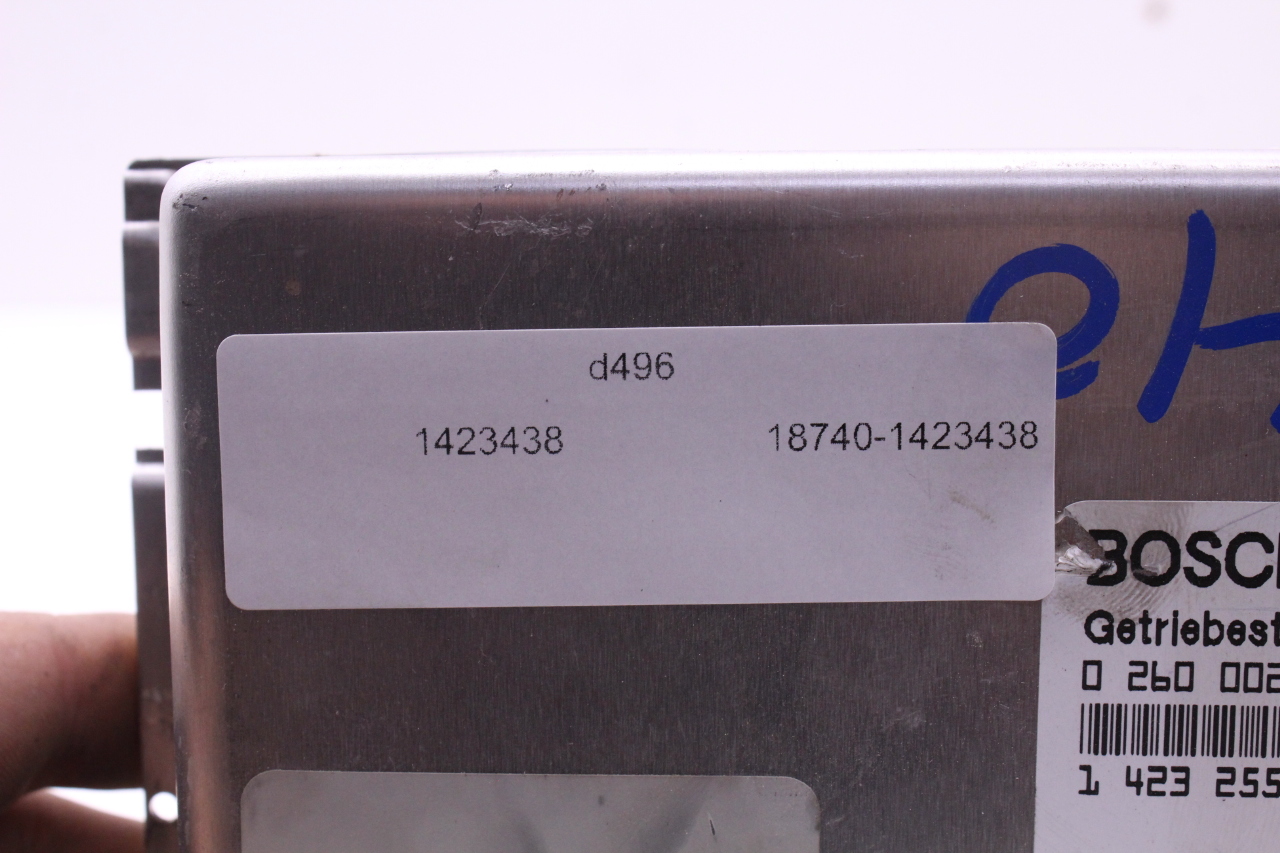 d496
1423438 18740-1423438
BOSC
Getriebest
0 260 002
1 423 255